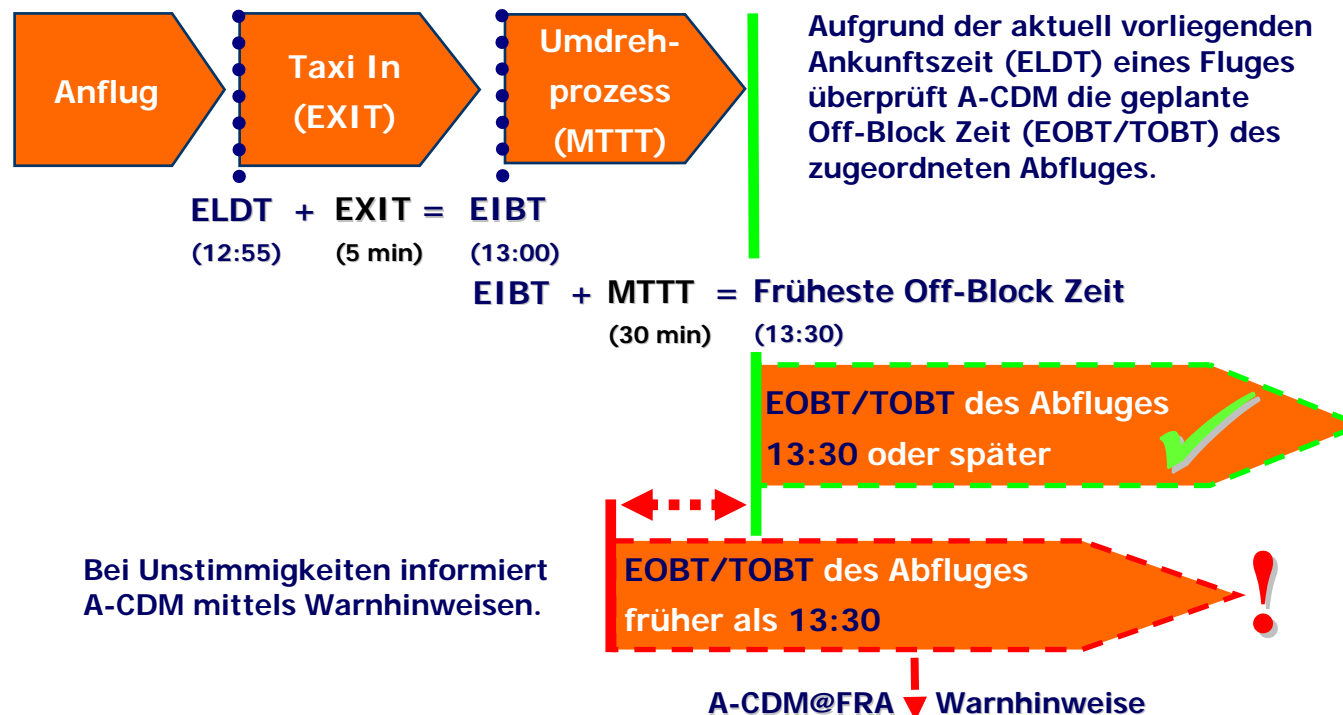 Anflug
Taxi In
(EXIT)
Umdreh-
prozess
(MTTT)
Aufgrund der aktuell vorliegenden
Ankunftszeit (ELDT) eines Fluges
überprüft A-CDM die geplante
Off-Block Zeit (EOBT/TOBT) des
zugeordneten Abfluges.
ELDT + EXIT = EIBT
(12:55) (5 min) (13:00)
EIBT + MTTT = Früheste Off-Block Zeit
(30 min) (13:30)
EOBT/TOBT des Abfluges
13:30 oder später
Bei Unstimmigkeiten informiert
A-CDM mittels Warnhinweisen.
EOBT/TOBT des Abfluges
früher als 13:30
!
A-CDM@FRA Warnhinweise